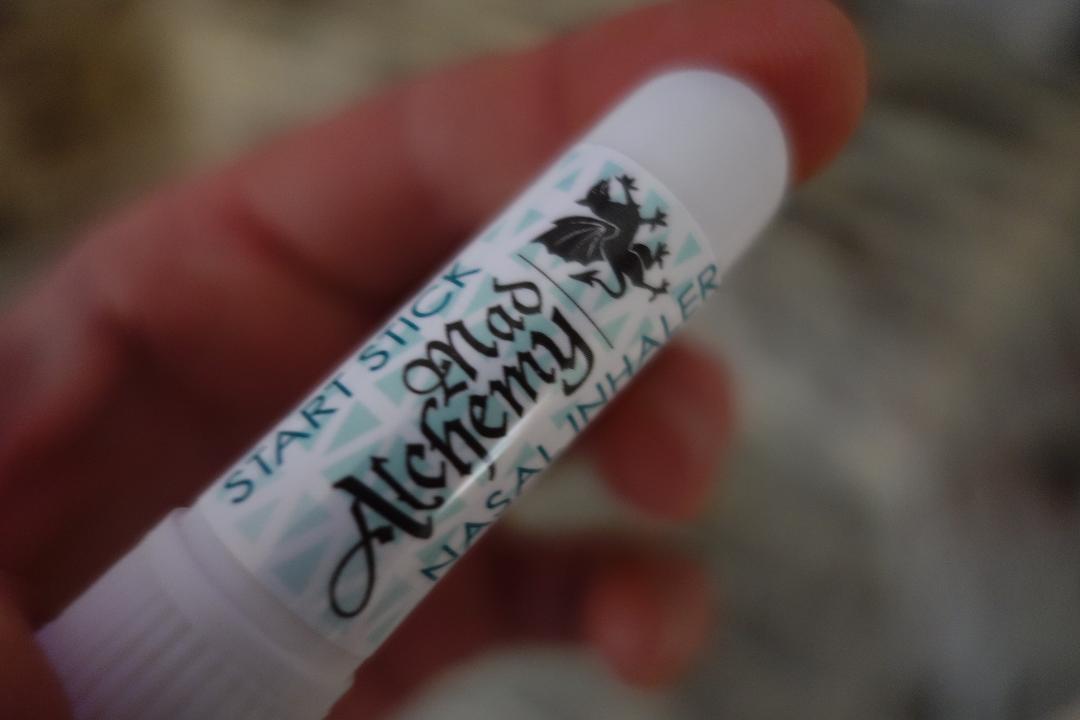 START STICK
Mad
Alchemy
NASAL INHALER